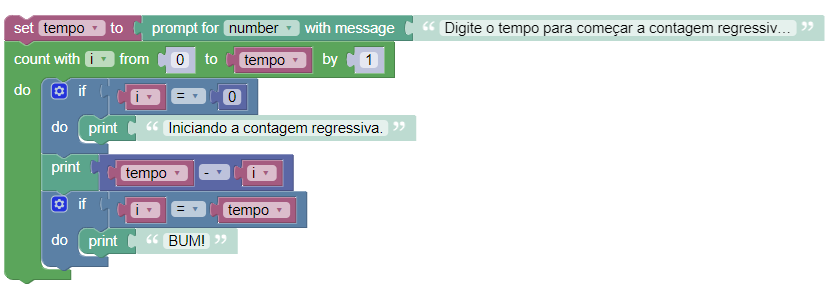 set tempo to prompt for number with message “ Digite o tempo para começar a contagem regressiv... ”
count with i from 0 to tempo by 1
do if i = 0
do print “ Iniciando a contagem regressiva. ”
print tempo - i
if i = tempo
do print “ BUM! ”